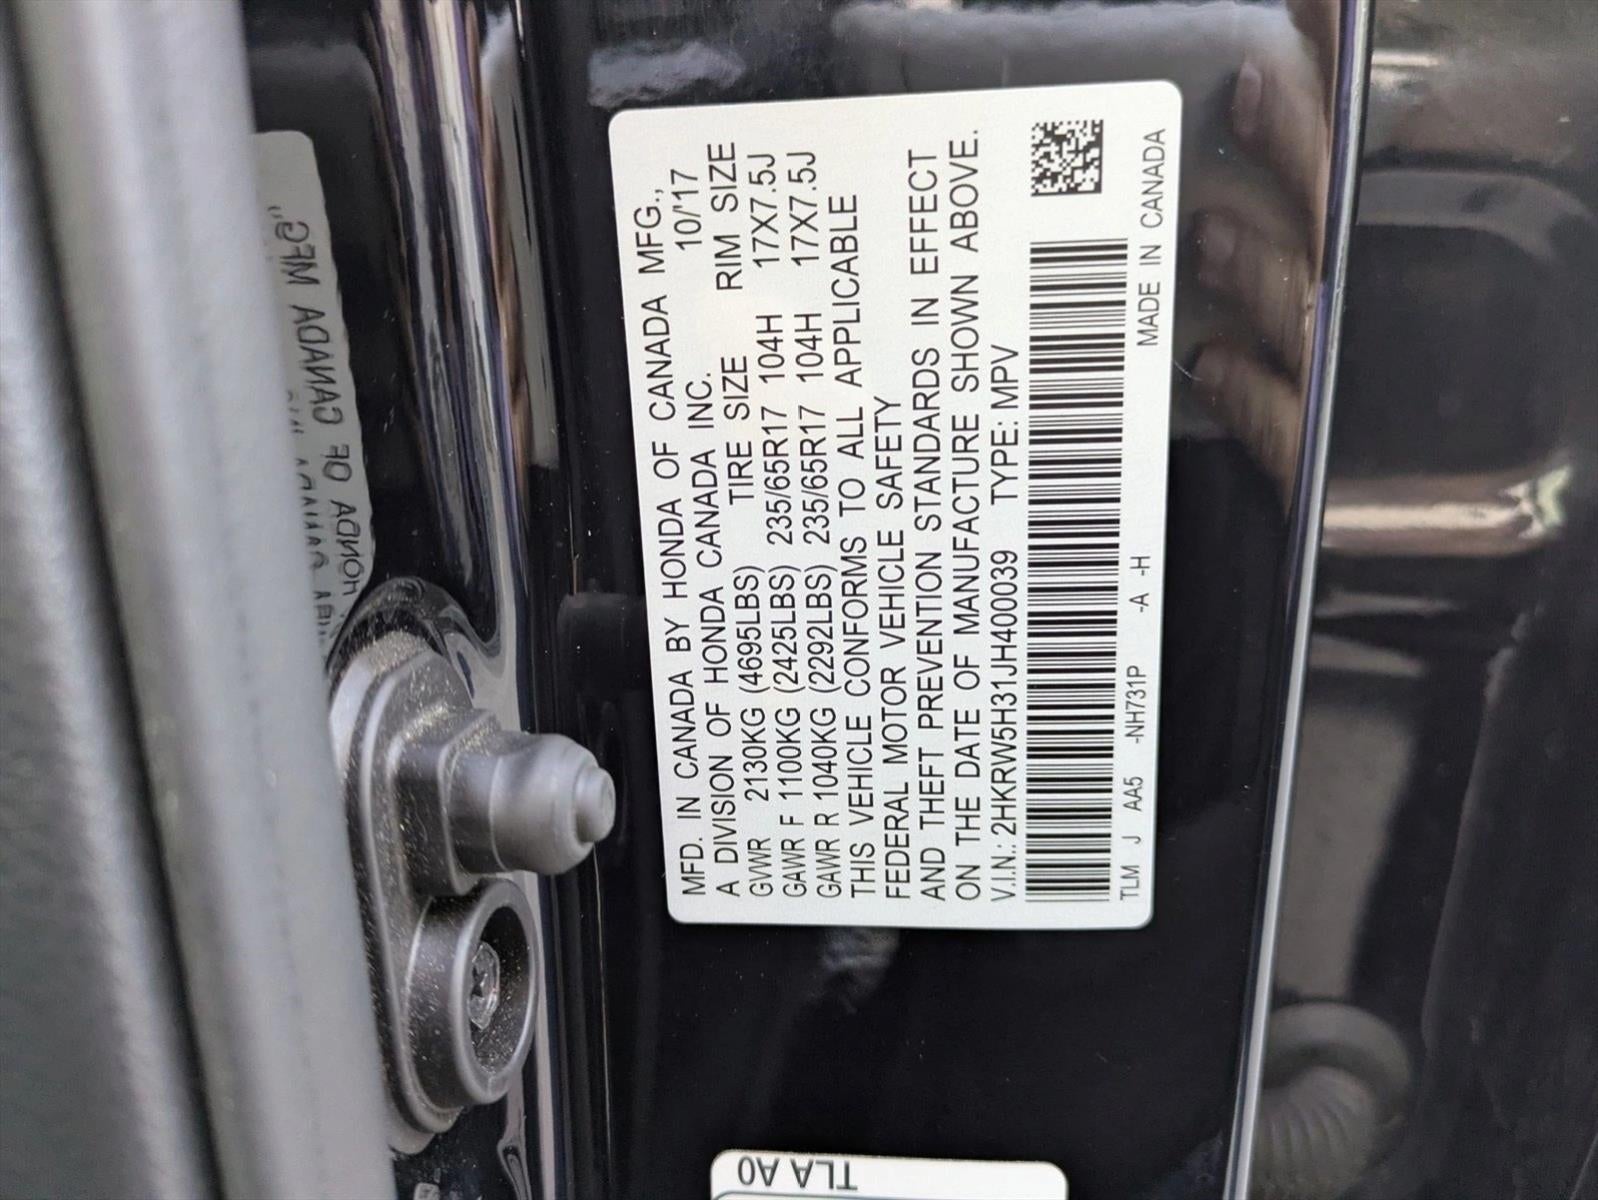 MFD. IN CANADA BY HONDA OF CANADA MFG.,
A DIVISION OF HONDA CANADA INC. 10/'17
GVWR 2130KG (4695LBS) TIRE SIZE RIM SIZE
GAWR F 1100KG (2425LBS) 235/65R17 104H 17X7.5J
GAWR R 1040KG (2292LBS) 235/65R17 104H 17X7.5J
THIS VEHICLE CONFORMS TO ALL APPLICABLE
FEDERAL MOTOR VEHICLE SAFETY
AND THEFT PREVENTION STANDARDS IN EFFECT
ON THE DATE OF MANUFACTURE SHOWN ABOVE.
V.I.N.: 2HKRW5H31JH400039 TYPE: MPV
TLM J AA5 -NH731P -A -H MADE IN CANADA
TLA A0